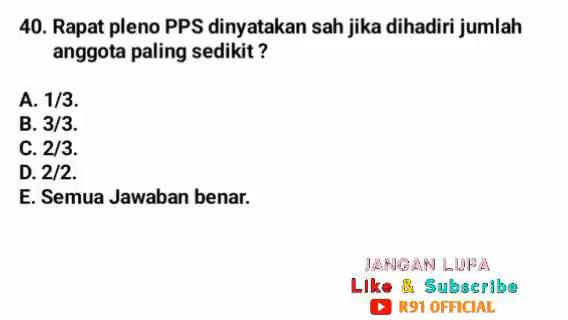 40. Rapat pleno PPS dinyatakan sah jika dihadiri jumlah
anggota paling sedikit ?
A. 1/3.
B. 3/3.
C. 2/3.
D. 2/2.
E. Semua Jawaban benar.
JANGAN LUPA
Like & Subscribe
R91 OFFICIAL